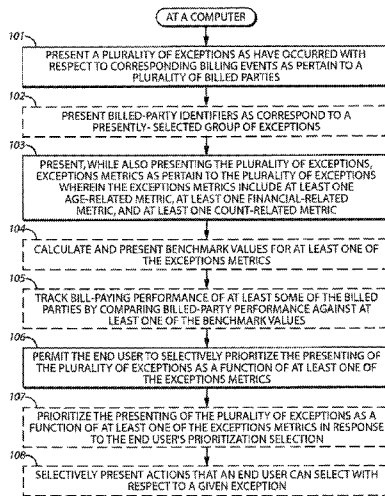 AT A COMPUTER
101
PRESENT A PLURALITY OF EXCEPTIONS AS HAVE OCCURRED WITH
RESPECT TO CORRESPONDING BILLING EVENTS AS PERTAIN TO A
PLURALITY OF BILLED PARTIES
102
PRESENT BILLED-PARTY IDENTIFIERS AS CORRESPOND TO A
PRESENTLY- SELECTED GROUP OF EXCEPTIONS
103
PRESENT, WHILE ALSO PRESENTING THE PLURALITY OF EXCEPTIONS,
EXCEPTIONS METRICS AS PERTAIN TO THE PLURALITY OF EXCEPTIONS
WHEREIN THE EXCEPTIONS METRICS INCLUDE AT LEAST ONE
AGE-RELATED METRIC, AT LEAST ONE FINANCIAL-RELATED
METRIC, AND AT LEAST ONE COUNT-RELATED METRIC
104
CALCULATE AND PRESENT BENCHMARK VALUES FOR AT LEAST ONE OF
THE EXCEPTIONS METRICS
105
TRACK BILL-PAYING PERFORMANCE OF AT LEAST SOME OF THE BILLED
PARTIES BY COMPARING BILLED-PARTY PERFORMANCE AGAINST AT
LEAST ONE OF THE BENCHMARK VALUES
106
PERMIT THE END USER TO SELECTIVELY PRIORITIZE THE PRESENTING OF
THE PLURALITY OF EXCEPTIONS AS A FUNCTION OF AT LEAST ONE OF
THE EXCEPTIONS METRICS
107
PRIORITIZE THE PRESENTING OF THE PLURALITY OF EXCEPTIONS AS A
FUNCTION OF AT LEAST ONE OF THE EXCEPTIONS METRICS IN RESPONSE
TO THE END USER'S PRIORITIZATION SELECTION
108
SELECTIVELY PRESENT ACTIONS THAT AN END USER CAN SELECT WITH
RESPECT TO A GIVEN EXCEPTION